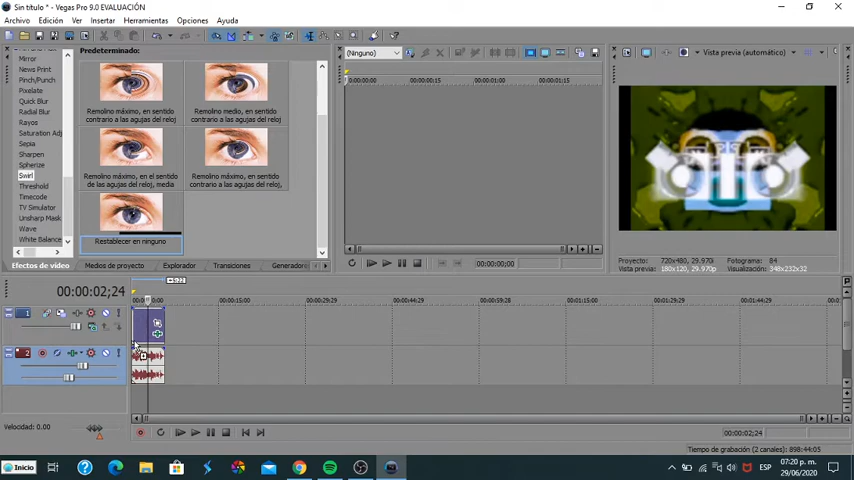 Sin título * - Vegas Pro 9.0 EVALUACIÓN
Archivo Edición Ver Insertar Herramientas Opciones Ayuda
Mirror
News Print
Pinch/Punch
Pixelate
Quick Blur
Radial Blur
Rayos
Saturation Adj
Sepia
Sharpen
Spherize
Swirl
Threshold
Timecode
TV Simulator
Unsharp Mask
Wave
White Balance
Predeterminado:
Remolino máximo, en sentido
contrario a las agujas del reloj
Remolino medio, en sentido
contrario a las agujas del reloj
Remolino máximo, en el sentido
de las agujas del reloj, media
Remolino máximo, en sentido
contrario a las agujas del reloj,
Restablecer en ninguno
Efectos de vídeo Medios de proyecto Explorador Transiciones Generadore
(Ninguno)
0:00:00:00 00:00:00:15 00:00:01:00 00:00:01:15
00:00:00;00
Vista previa (automático)
Proyecto: 720x480, 29.970i Fotograma: 84
Vista previa: 180x120, 29.970p Visualización: 348x232x32
00:00:02;24
00:00:15:00 00:00:29:29 00:00:44:29 00:00:59:28 00:01:15:00 00:01:29:29 00:01:44:29 00:0
1
2
Velocidad: 0.00
00:00:02;24
Tiempo de grabación (2 canales): 898:44:05
Inicio
ESP
07:20 p. m.
29/06/2020